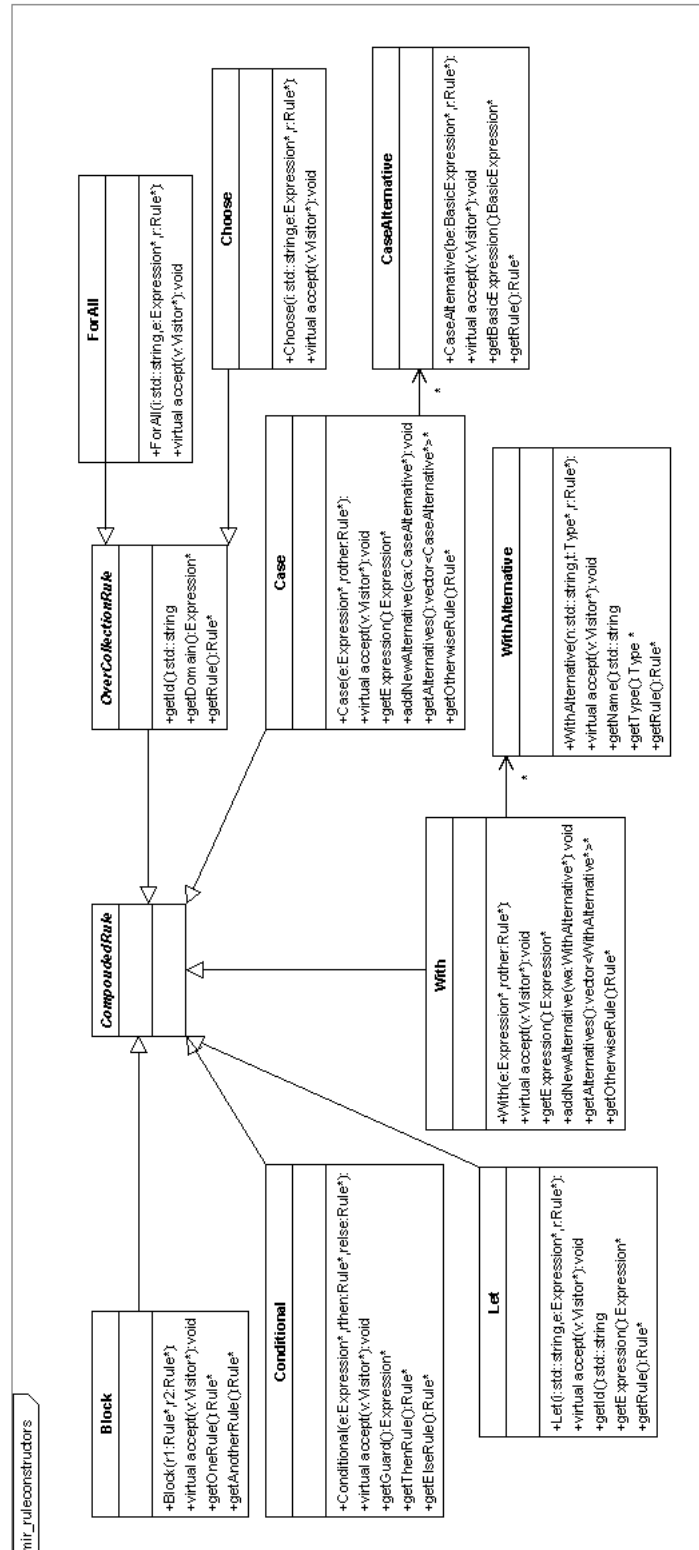 mir_ruleconstructors
Block
+Block(r1:Rule*,r2:Rule*):
+virtual accept(v:Visitor*):void
+getOneRule():Rule*
+getAnotherRule():Rule*
CompoudedRule
OverCollectionRule
+getId():std::string
+getDomain():Expression*
+getRule():Rule*
ForAll
+ForAll(i:std::string,e:Expression*,r:Rule*):
+virtual accept(v:Visitor*):void
Choose
+Choose(i:std::string,e:Expression*,r:Rule*):
+virtual accept(v:Visitor*):void
Conditional
+Conditional(e:Expression*,rthen:Rule*,relse:Rule*):
+virtual accept(v:Visitor*):void
+getGuard():Expression*
+getThenRule():Rule*
+getElseRule():Rule*
Case
+Case(e:Expression*,rother:Rule*):
+virtual accept(v:Visitor*):void
+getExpression():Expression*
+addNewAlternative(ca:CaseAlternative*):void
+getAlternatives():vector<CaseAlternative*>*
+getOtherwiseRule():Rule*
*
CaseAlternative
+CaseAlternative(be:BasicExpression*,r:Rule*):
+virtual accept(v:Visitor*):void
+getBasicExpression():BasicExpression*
+getRule():Rule*
Let
+Let(i:std::string,e:Expression*,r:Rule*):
+virtual accept(v:Visitor*):void
+getId():std::string
+getExpression():Expression*
+getRule():Rule*
With
+With(e:Expression*,rother:Rule*):
+virtual accept(v:Visitor*):void
+getExpression():Expression*
+addNewAlternative(wa:WithAlternative*):void
+getAlternatives():vector<WithAlternative*>*
+getOtherwiseRule():Rule*
*
WithAlternative
+WithAlternative(n:std::string,t:Type*,r:Rule*):
+virtual accept(v:Visitor*):void
+getName():std::string
+getType():Type *
+getRule():Rule*